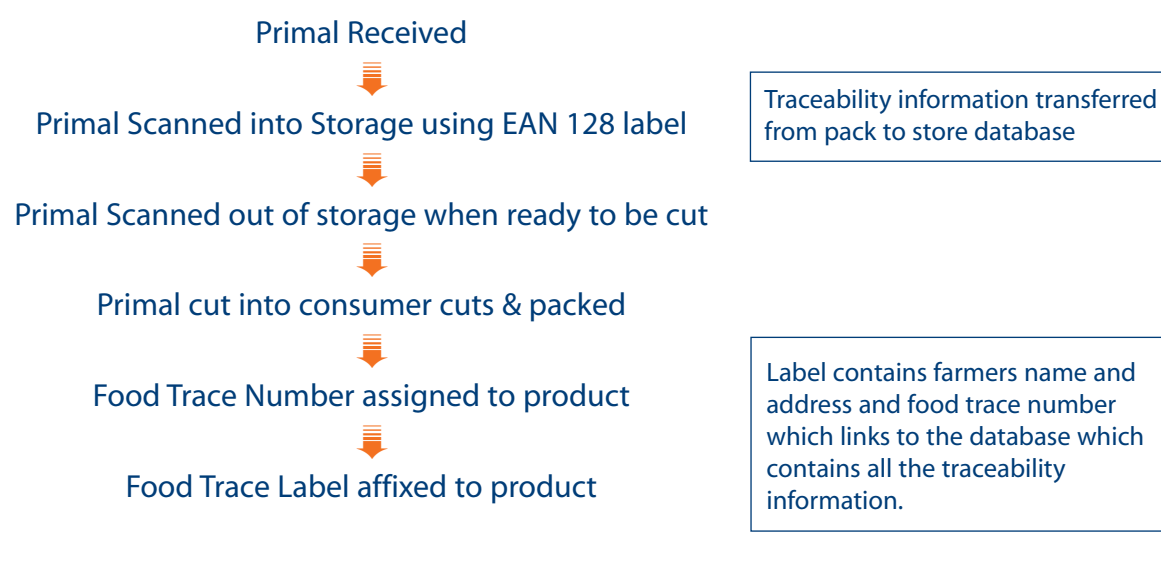 Primal Received
Primal Scanned into Storage using EAN 128 label
Traceability information transferred
from pack to store database
Primal Scanned out of storage when ready to be cut
Primal cut into consumer cuts & packed
Food Trace Number assigned to product
Food Trace Label affixed to product
Label contains farmers name and
address and food trace number
which links to the database which
contains all the traceability
information.